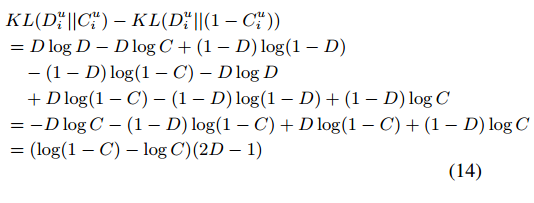 KL(D_i^u||C_i^u) − KL(D_i^u||(1 − C_i^u))
= D log D − D log C + (1 − D) log(1 − D)
− (1 − D) log(1 − C) − D log D
+ D log(1 − C) − (1 − D) log(1 − D) + (1 − D) log C
= −D log C − (1 − D) log(1 − C) + D log(1 − C) + (1 − D) log C
= (log(1 − C) − log C)(2D − 1)
(14)